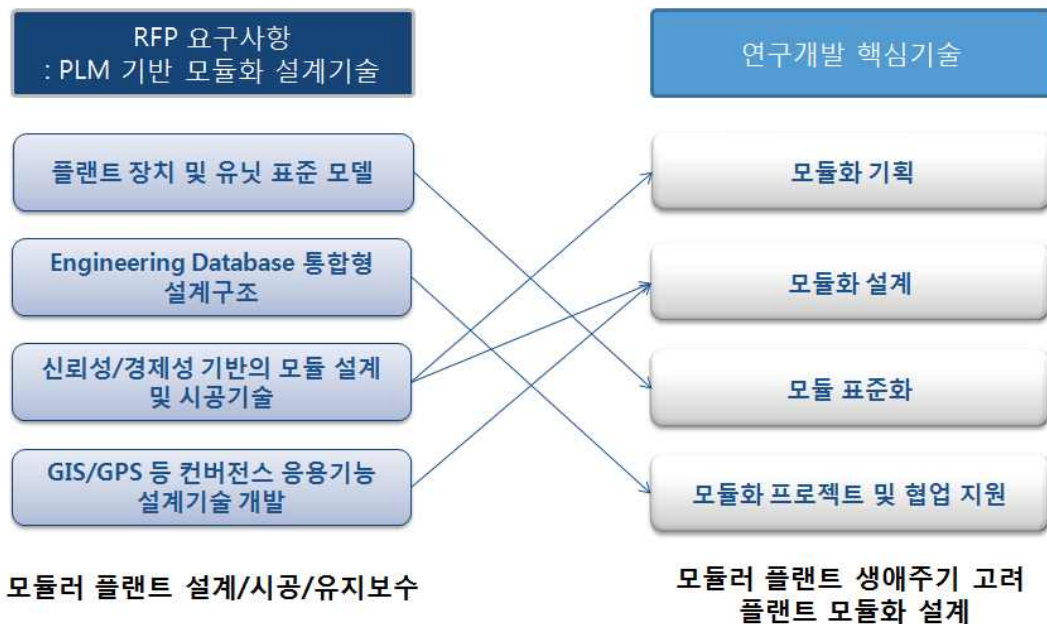 RFP 요구사항
: PLM 기반 모듈화 설계기술
연구개발 핵심기술
플랜트 장치 및 유닛 표준 모델
모듈화 기획
Engineering Database 통합형
설계구조
모듈화 설계
신뢰성/경제성 기반의 모듈 설계
및 시공기술
모듈 표준화
GIS/GPS 등 컨버전스 응용기능
설계기술 개발
모듈화 프로젝트 및 협업 지원
모듈러 플랜트 설계/시공/유지보수
모듈러 플랜트 생애주기 고려
플랜트 모듈화 설계